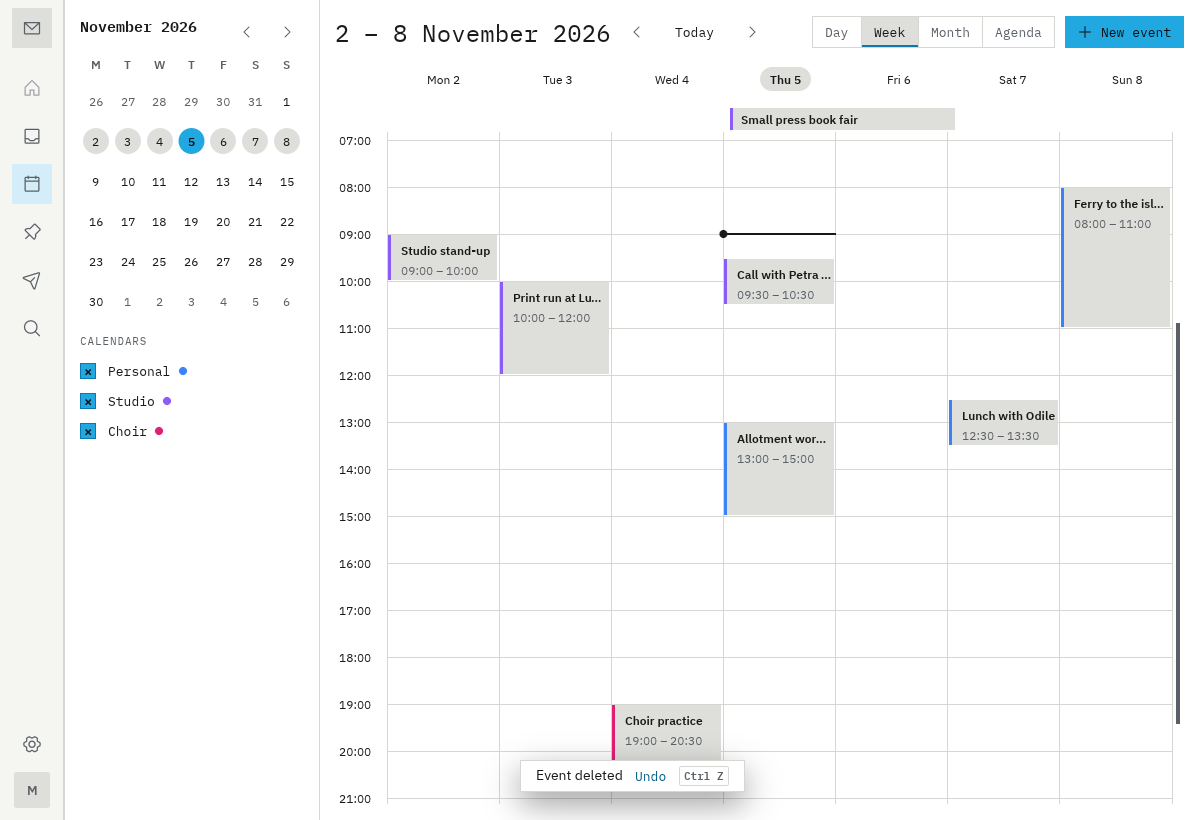 November 2026
M T W T F S S
26 27 28 29 30 31 1
2 3 4 5 6 7 8
9 10 11 12 13 14 15
16 17 18 19 20 21 22
23 24 25 26 27 28 29
30 1 2 3 4 5 6
CALENDARS
Personal
Studio
Choir
M
2 – 8 November 2026
Today
Day Week Month Agenda
New event
Mon 2 Tue 3 Wed 4 Thu 5 Fri 6 Sat 7 Sun 8
Small press book fair
07:00
08:00
09:00
10:00
11:00
12:00
13:00
14:00
15:00
16:00
17:00
18:00
19:00
20:00
21:00
Studio stand-up
09:00 – 10:00
Print run at Lu…
10:00 – 12:00
Choir practice
19:00 – 20:30
Call with Petra …
09:30 – 10:30
Allotment wor…
13:00 – 15:00
Lunch with Odile
12:30 – 13:30
Ferry to the isl…
08:00 – 11:00
Event deleted Undo Ctrl Z